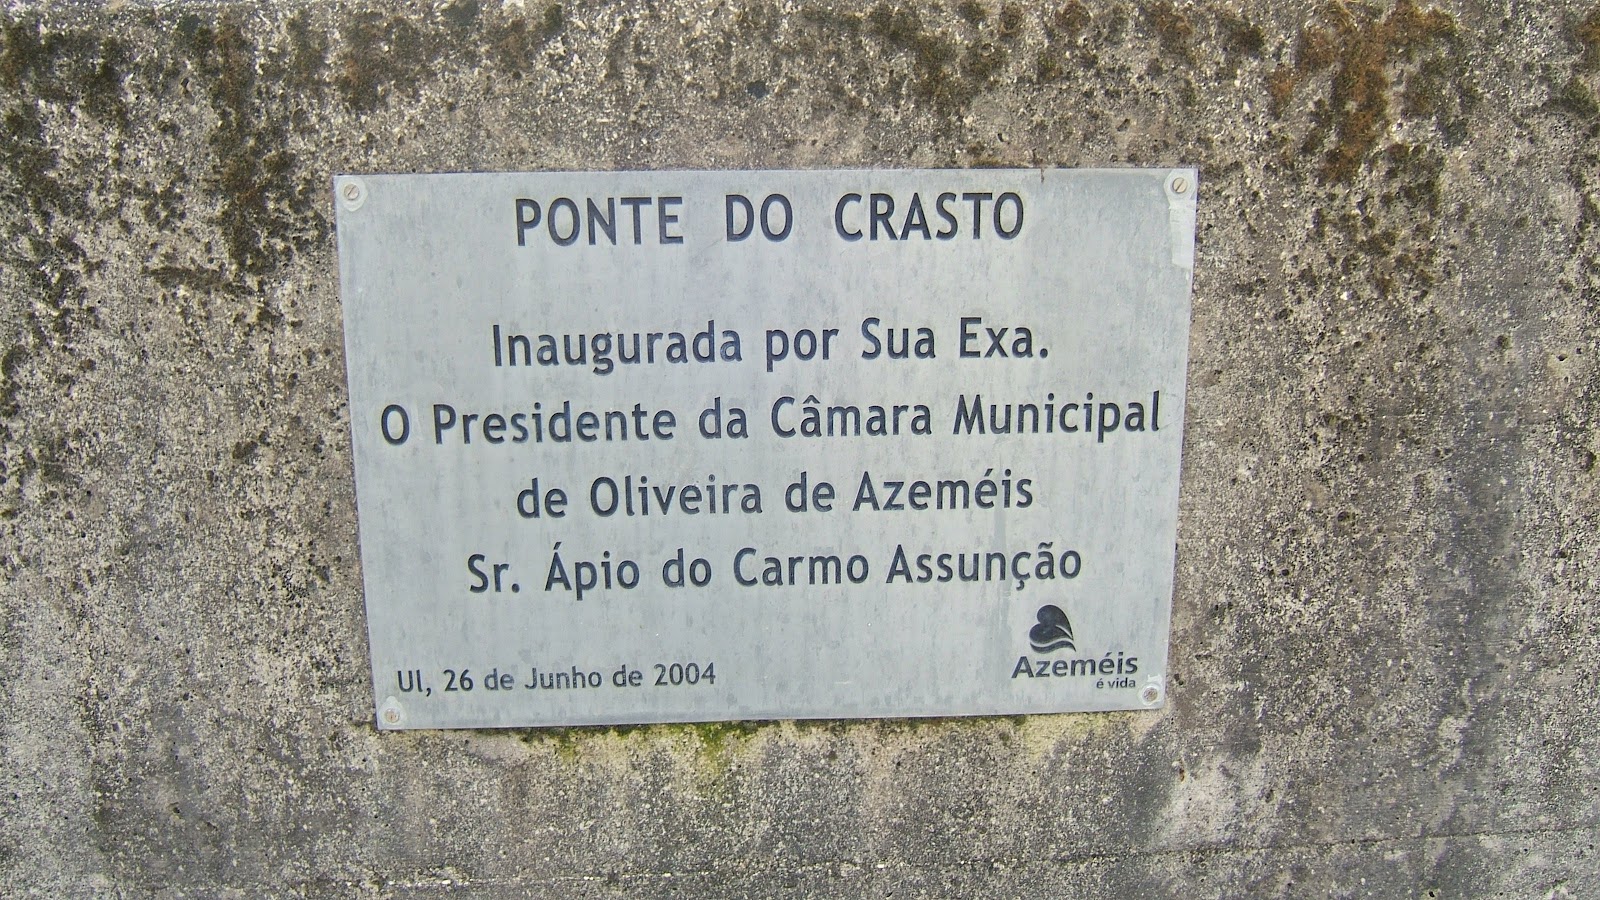 PONTE DO CRASTO
Inaugurada por Sua Exa.
O Presidente da Câmara Municipal
de Oliveira de Azeméis
Sr. Ápio do Carmo Assunção
Ul, 26 de Junho de 2004
Azeméis
é vida